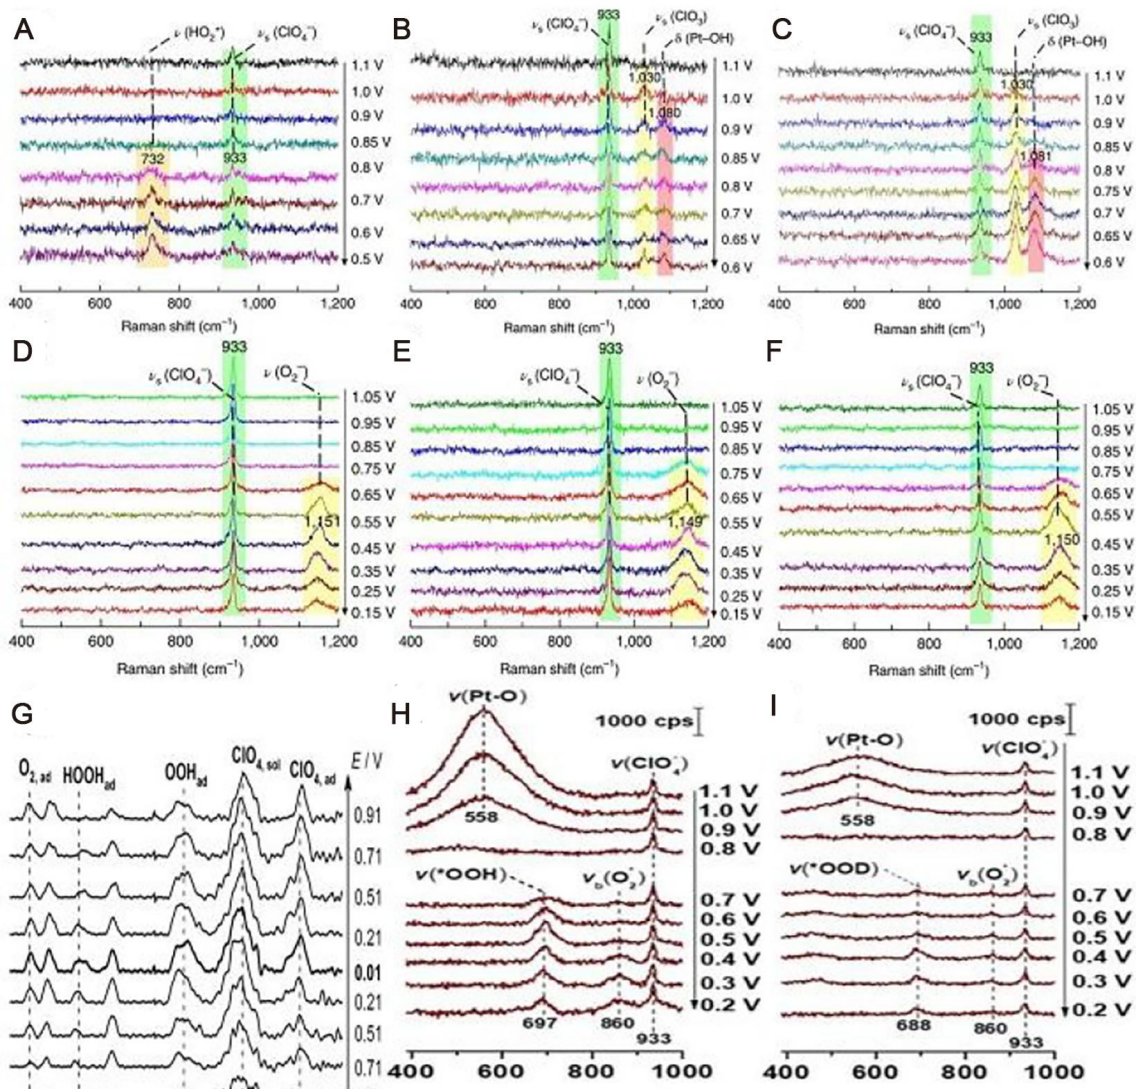 A
ν (HO₂*)
νₛ (ClO₄⁻)
732
933
1.1 V
1.0 V
0.9 V
0.85 V
0.8 V
0.7 V
0.6 V
0.5 V
400 600 800 1,000 1,200
Raman shift (cm⁻¹)
B
933
νₛ (ClO₄⁻)
νₛ (ClO₃)
δ (Pt–OH)
1,030
1,080
1.1 V
1.0 V
0.9 V
0.85 V
0.8 V
0.7 V
0.65 V
0.6 V
400 600 800 1,000 1,200
Raman shift (cm⁻¹)
C
νₛ (ClO₄⁻)
933
νₛ (ClO₃)
δ (Pt–OH)
1,030
1,081
1.1 V
1.0 V
0.9 V
0.85 V
0.8 V
0.75 V
0.7 V
0.65 V
0.6 V
400 600 800 1,000 1,200
Raman shift (cm⁻¹)
D
933
νₛ (ClO₄⁻)
ν (O₂⁻)
1,151
1.05 V
0.95 V
0.85 V
0.75 V
0.65 V
0.55 V
0.45 V
0.35 V
0.25 V
0.15 V
400 600 800 1,000 1,200
Raman shift (cm⁻¹)
E
933
νₛ (ClO₄⁻)
ν (O₂⁻)
1,149
1.05 V
0.95 V
0.85 V
0.75 V
0.65 V
0.55 V
0.45 V
0.35 V
0.25 V
0.15 V
400 600 800 1,000 1,200
Raman shift (cm⁻¹)
F
933
νₛ (ClO₄⁻)
ν (O₂⁻)
1,150
1.05 V
0.95 V
0.85 V
0.75 V
0.65 V
0.55 V
0.45 V
0.35 V
0.25 V
0.15 V
400 600 800 1,000 1,200
Raman shift (cm⁻¹)
G
O₂, ad
HOOH ad
OOH ad
ClO₄, sol
ClO₄, ad
E / V
0.91
0.71
0.51
0.21
0.01
0.21
0.51
0.71
H
ν(Pt-O)
1000 cps
ν(ClO₄⁻)
558
1.1 V
1.0 V
0.9 V
0.8 V
ν(*OOH)
ν_b(O₂⁻)
0.7 V
0.6 V
0.5 V
0.4 V
0.3 V
0.2 V
697
860
933
400 600 800 1000
I
1000 cps
ν(Pt-O)
ν(ClO₄⁻)
558
1.1 V
1.0 V
0.9 V
0.8 V
ν(*OOD)
ν_b(O₂⁻)
0.7 V
0.6 V
0.5 V
0.4 V
0.3 V
0.2 V
688
860
933
400 600 800 1000